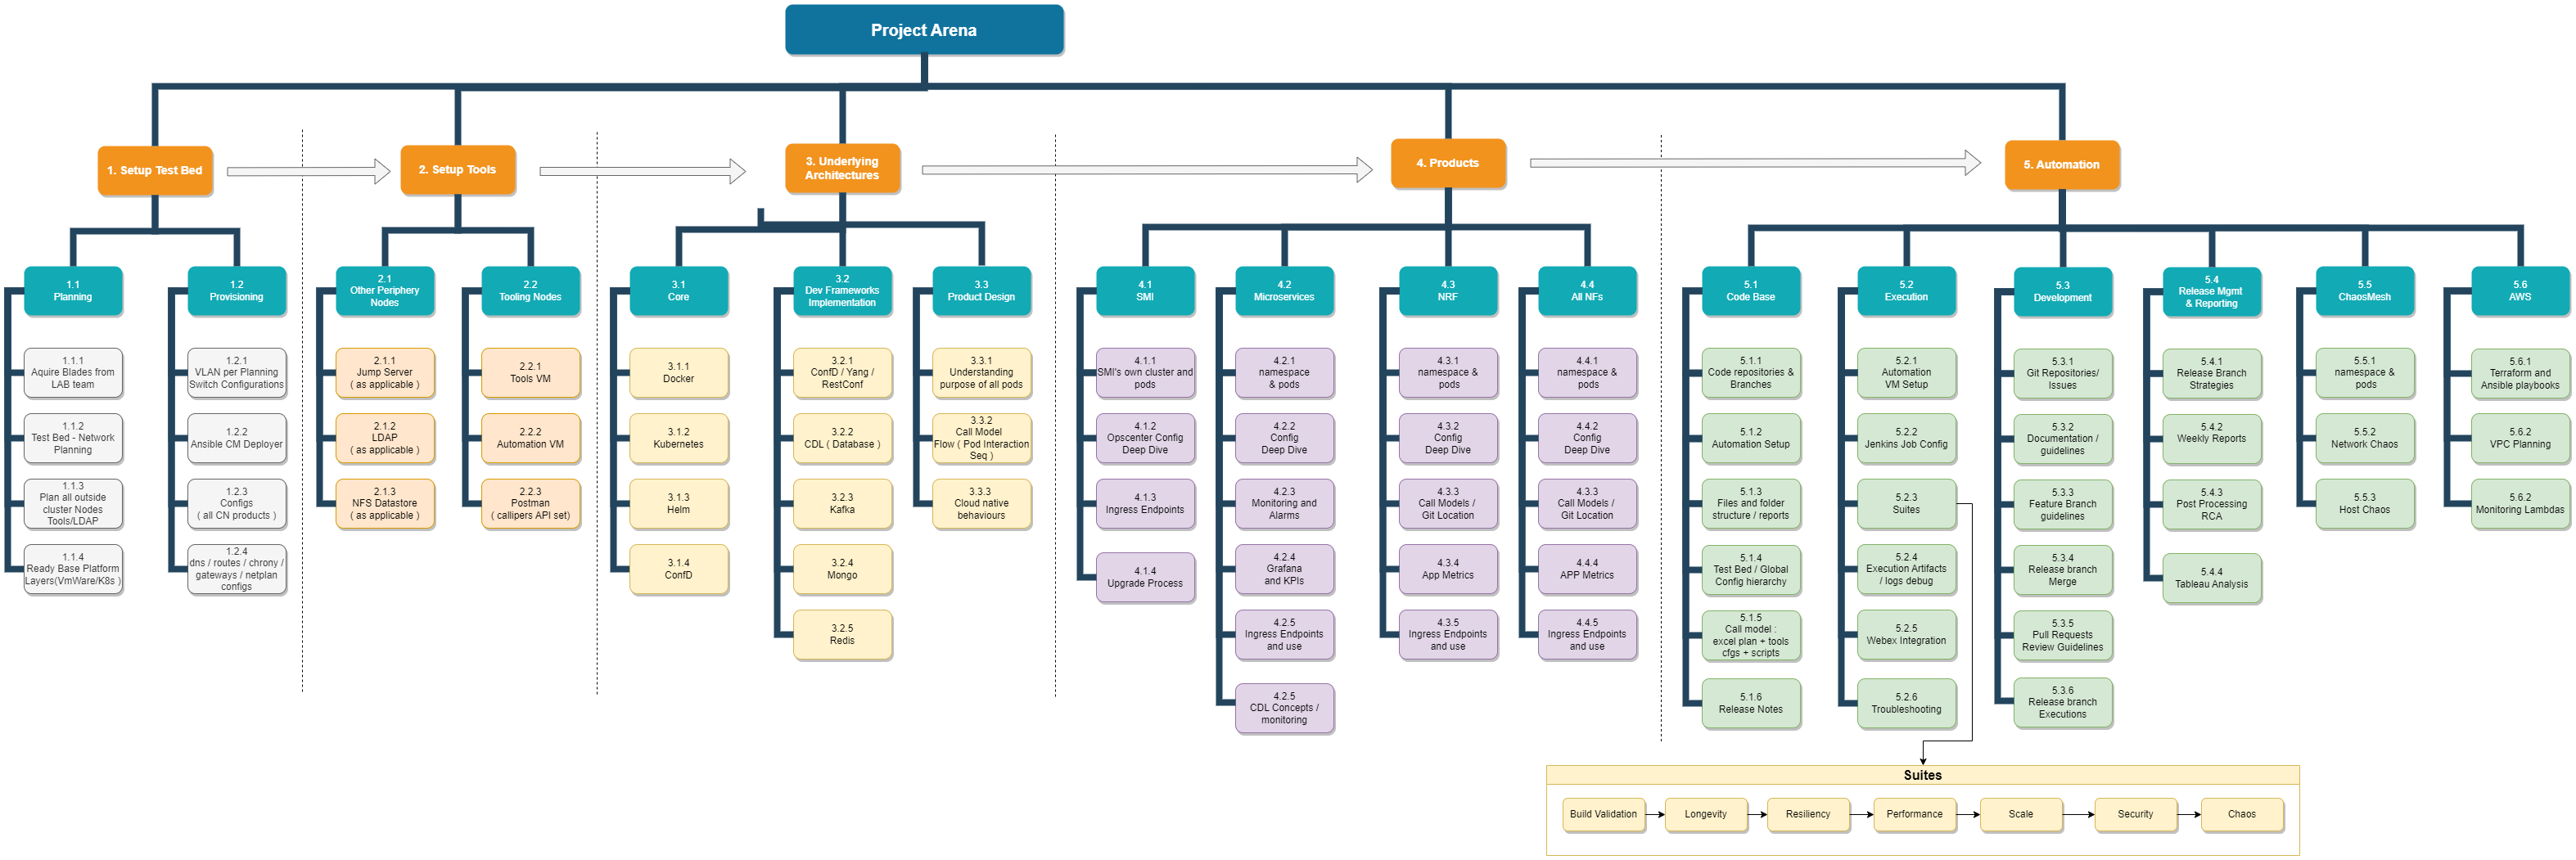 Project Arena
1. Setup Test Bed
2. Setup Tools
3. Underlying
Architectures
4. Products
5. Automation
1.1
Planning
1.1.1
Aquire Blades from
LAB team
1.1.2
Test Bed - Network
Planning
1.1.3
Plan all outside
cluster Nodes
Tools/LDAP
1.1.4
Ready Base Platform
Layers(VmWare/K8s )
1.2
Provisioning
1.2.1
VLAN per Planning
Switch Configurations
1.2.2
Ansible CM Deployer
1.2.3
Configs
( all CN products )
1.2.4
dns / routes / chrony /
gateways / netplan
configs
2.1
Other Periphery
Nodes
2.1.1
Jump Server
( as applicable )
2.1.2
LDAP
( as applicable )
2.1.3
NFS Datastore
( as applicable )
2.2
Tooling Nodes
2.2.1
Tools VM
2.2.2
Automation VM
2.2.3
Postman
( callipers API set)
3.1
Core
3.1.1
Docker
3.1.2
Kubernetes
3.1.3
Helm
3.1.4
ConfD
3.2
Dev Frameworks
Implementation
3.2.1
ConfD / Yang /
RestConf
3.2.2
CDL ( Database )
3.2.3
Kafka
3.2.4
Mongo
3.2.5
Redis
3.3
Product Design
3.3.1
Understanding
purpose of all pods
3.3.2
Call Model
Flow ( Pod Interaction
Seq )
3.3.3
Cloud native
behaviours
4.1
SMI
4.1.1
SMI's own cluster and
pods
4.1.2
Opscenter Config
Deep Dive
4.1.3
Ingress Endpoints
4.1.4
Upgrade Process
4.2
Microservices
4.2.1
namespace
& pods
4.2.2
Config
Deep Dive
4.2.3
Monitoring and
Alarms
4.2.4
Grafana
and KPIs
4.2.5
Ingress Endpoints
and use
4.2.5
CDL Concepts /
monitoring
4.3
NRF
4.3.1
namespace &
pods
4.3.2
Config
Deep Dive
4.3.3
Call Models /
Git Location
4.3.4
App Metrics
4.3.5
Ingress Endpoints
and use
4.4
All NFs
4.4.1
namespace &
pods
4.4.2
Config
Deep Dive
4.3.3
Call Models /
Git Location
4.4.4
APP Metrics
4.4.5
Ingress Endpoints
and use
5.1
Code Base
5.1.1
Code repositories &
Branches
5.1.2
Automation Setup
5.1.3
Files and folder
structure / reports
5.1.4
Test Bed / Global
Config hierarchy
5.1.5
Call model :
excel plan + tools
cfgs + scripts
5.1.6
Release Notes
5.2
Execution
5.2.1
Automation
VM Setup
5.2.2
Jenkins Job Config
5.2.3
Suites
5.2.4
Execution Artifacts
/ logs debug
5.2.5
Webex Integration
5.2.6
Troubleshooting
5.3
Development
5.3.1
Git Repositories/
Issues
5.3.2
Documentation /
guidelines
5.3.3
Feature Branch
guidelines
5.3.4
Release branch
Merge
5.3.5
Pull Requests
Review Guidelines
5.3.6
Release branch
Executions
5.4
Release Mgmt
& Reporting
5.4.1
Release Branch
Strategies
5.4.2
Weekly Reports
5.4.3
Post Processing
RCA
5.4.4
Tableau Analysis
5.5
ChaosMesh
5.5.1
namespace &
pods
5.5.2
Network Chaos
5.5.3
Host Chaos
5.6
AWS
5.6.1
Terraform and
Ansible playbooks
5.6.2
VPC Planning
5.6.2
Monitoring Lambdas
Suites
Build Validation
Longevity
Resiliency
Performance
Scale
Security
Chaos